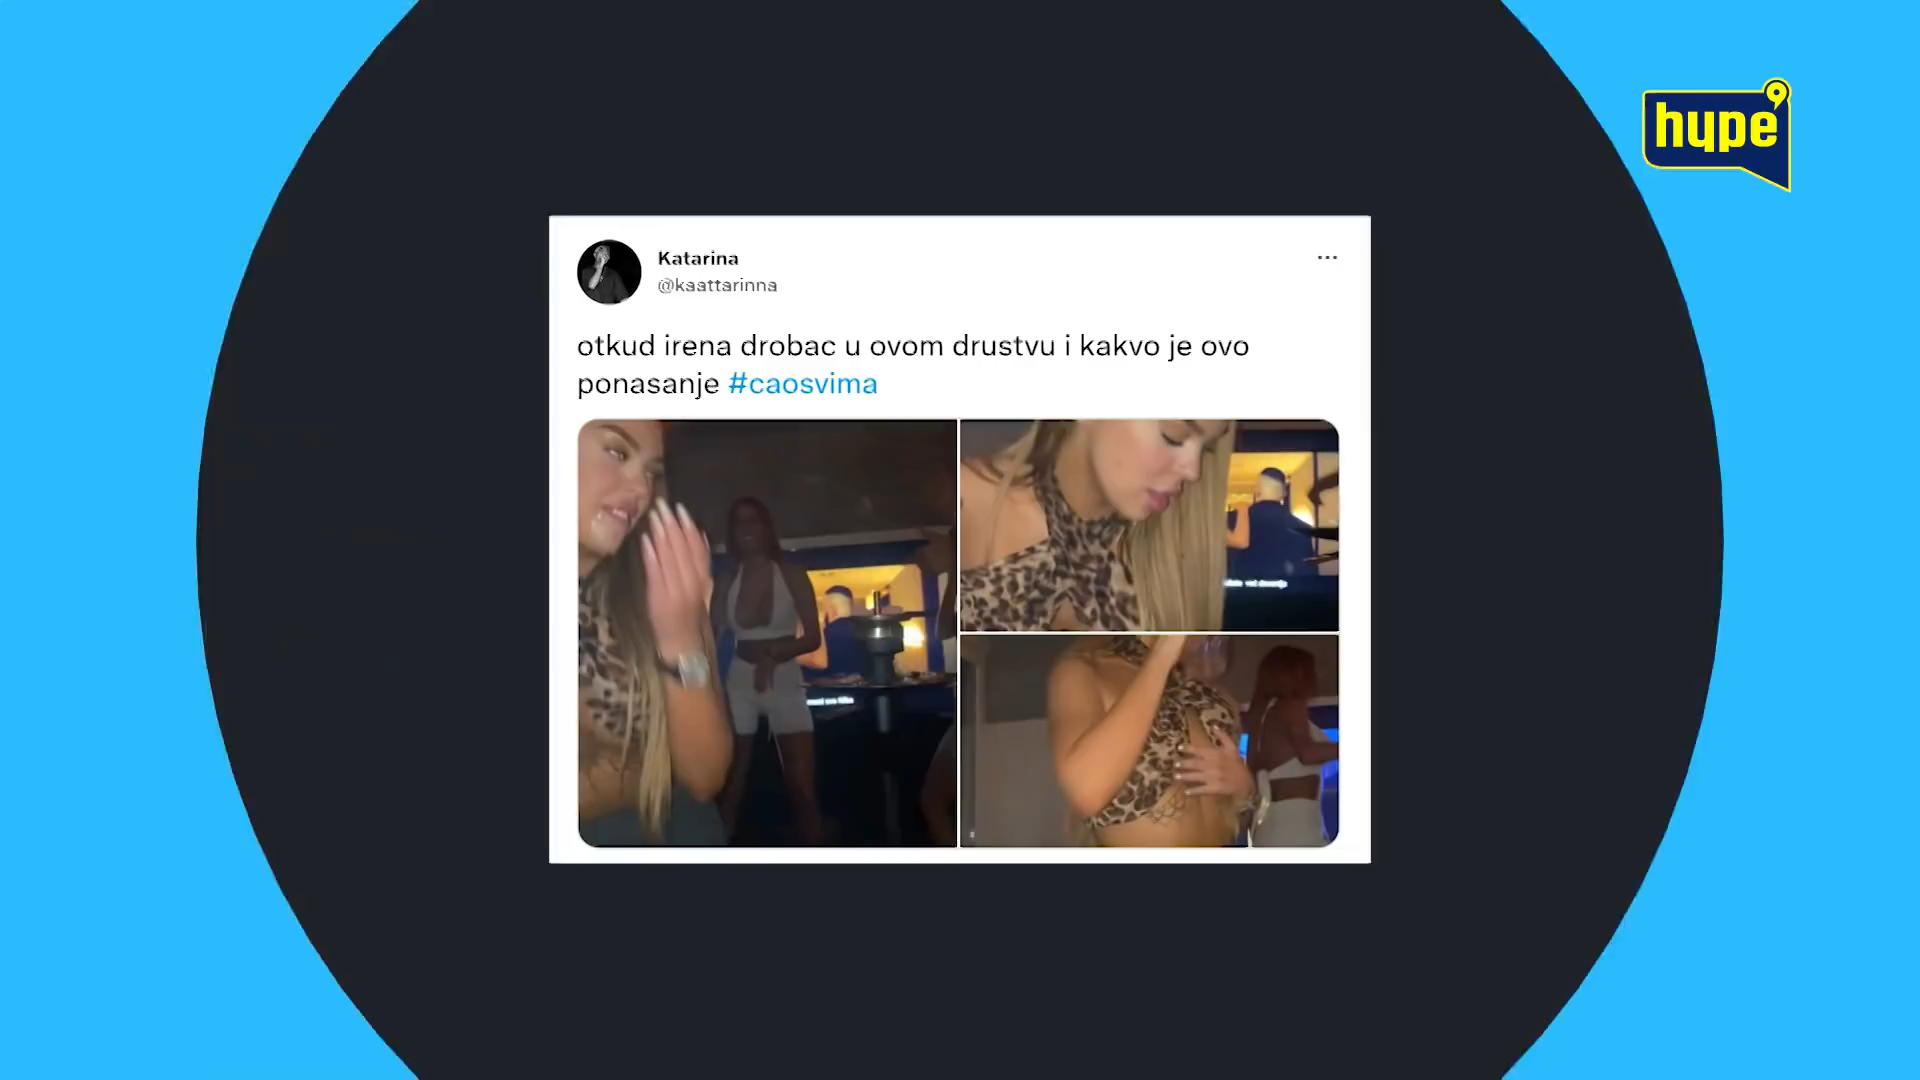 hype
Katarina
@kaattarinna
otkud irena drobac u ovom drustvu i kakvo je ovo
ponasanje #caosvima